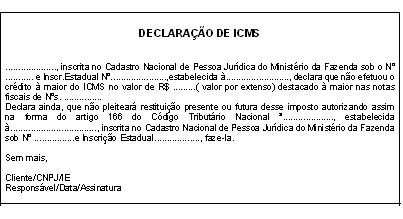 DECLARAÇÃO DE ICMS
...................., inscrita no Cadastro Nacional de Pessoa Jurídica do Ministério da Fazenda sob o Nº
........... e Inscr.Estadual Nº......................,estabelecida à........................., declara que não efetuou o
crédito à maior do ICMS no valor de R$ .........( valor por extenso) destacado à maior nas notas
fiscais de Nºs. ................
Declara ainda, que não pleiteará restituição presente ou futura desse imposto autorizando assim
na forma do artigo 166 do Código Tributário Nacional ª...................., estabelecida
à..................................., inscrita no Cadastro Nacional de Pessoa Jurídica do Ministério da Fazenda
sob Nº ................e Inscrição Estadual.................., faze-la.
Sem mais,
Cliente/CNPJ/IE
Responsável/Data/Assinatura